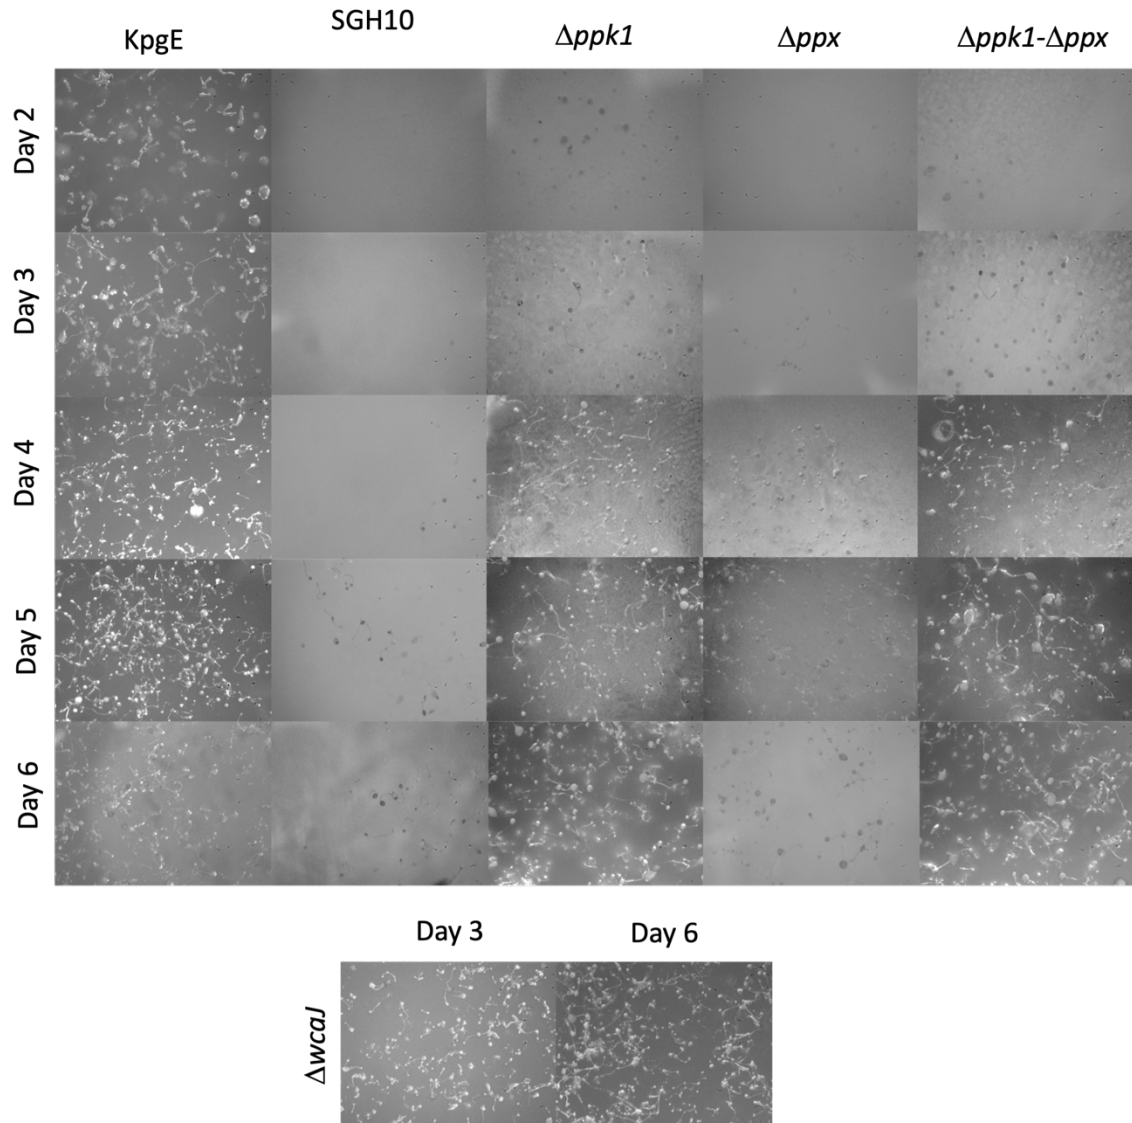 KpgE SGH10 Δppk1 Δppx Δppk1-Δppx
Day 2
Day 3
Day 4
Day 5
Day 6
Day 3 Day 6
ΔwcaJ